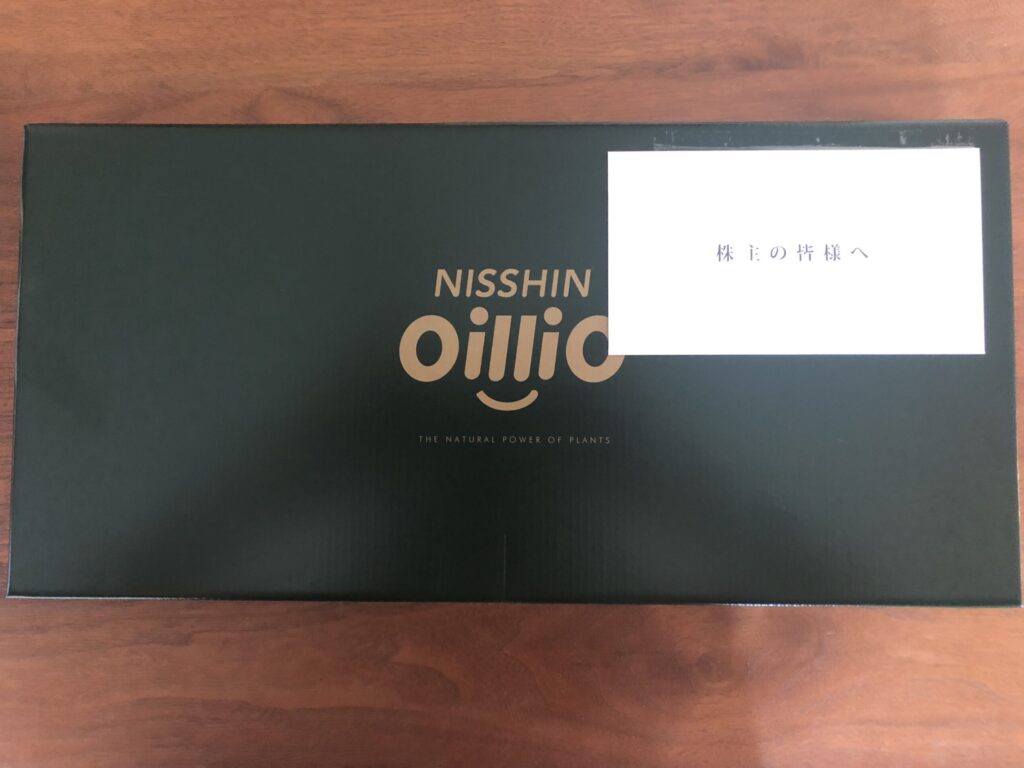 株主の皆様へ
NISSHIN
OilliO
THE NATURAL POWER OF PLANTS